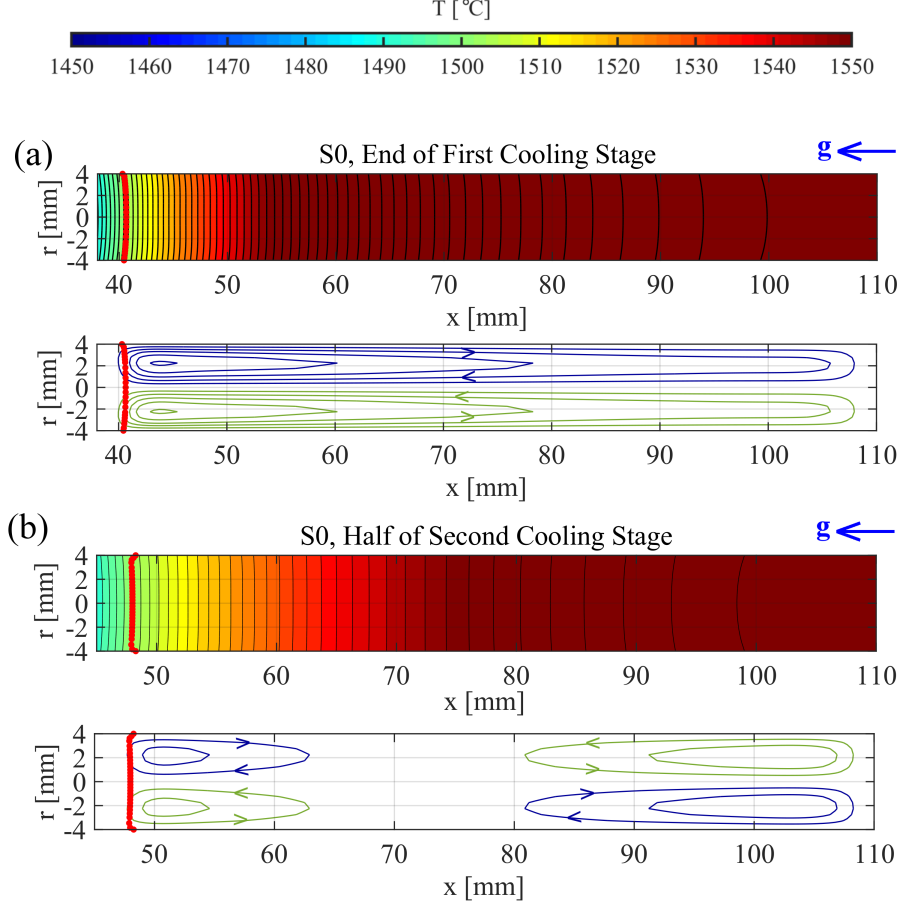 T [°C]
1450 1460 1470 1480 1490 1500 1510 1520 1530 1540 1550
(a)
S0, End of First Cooling Stage
g
r [mm]
4
2
0
-2
-4
40 50 60 70 80 90 100 110
x [mm]
r [mm]
4
2
0
-2
-4
40 50 60 70 80 90 100 110
x [mm]
(b)
S0, Half of Second Cooling Stage
g
r [mm]
4
2
0
-2
-4
50 60 70 80 90 100 110
x [mm]
r [mm]
4
2
0
-2
-4
50 60 70 80 90 100 110
x [mm]